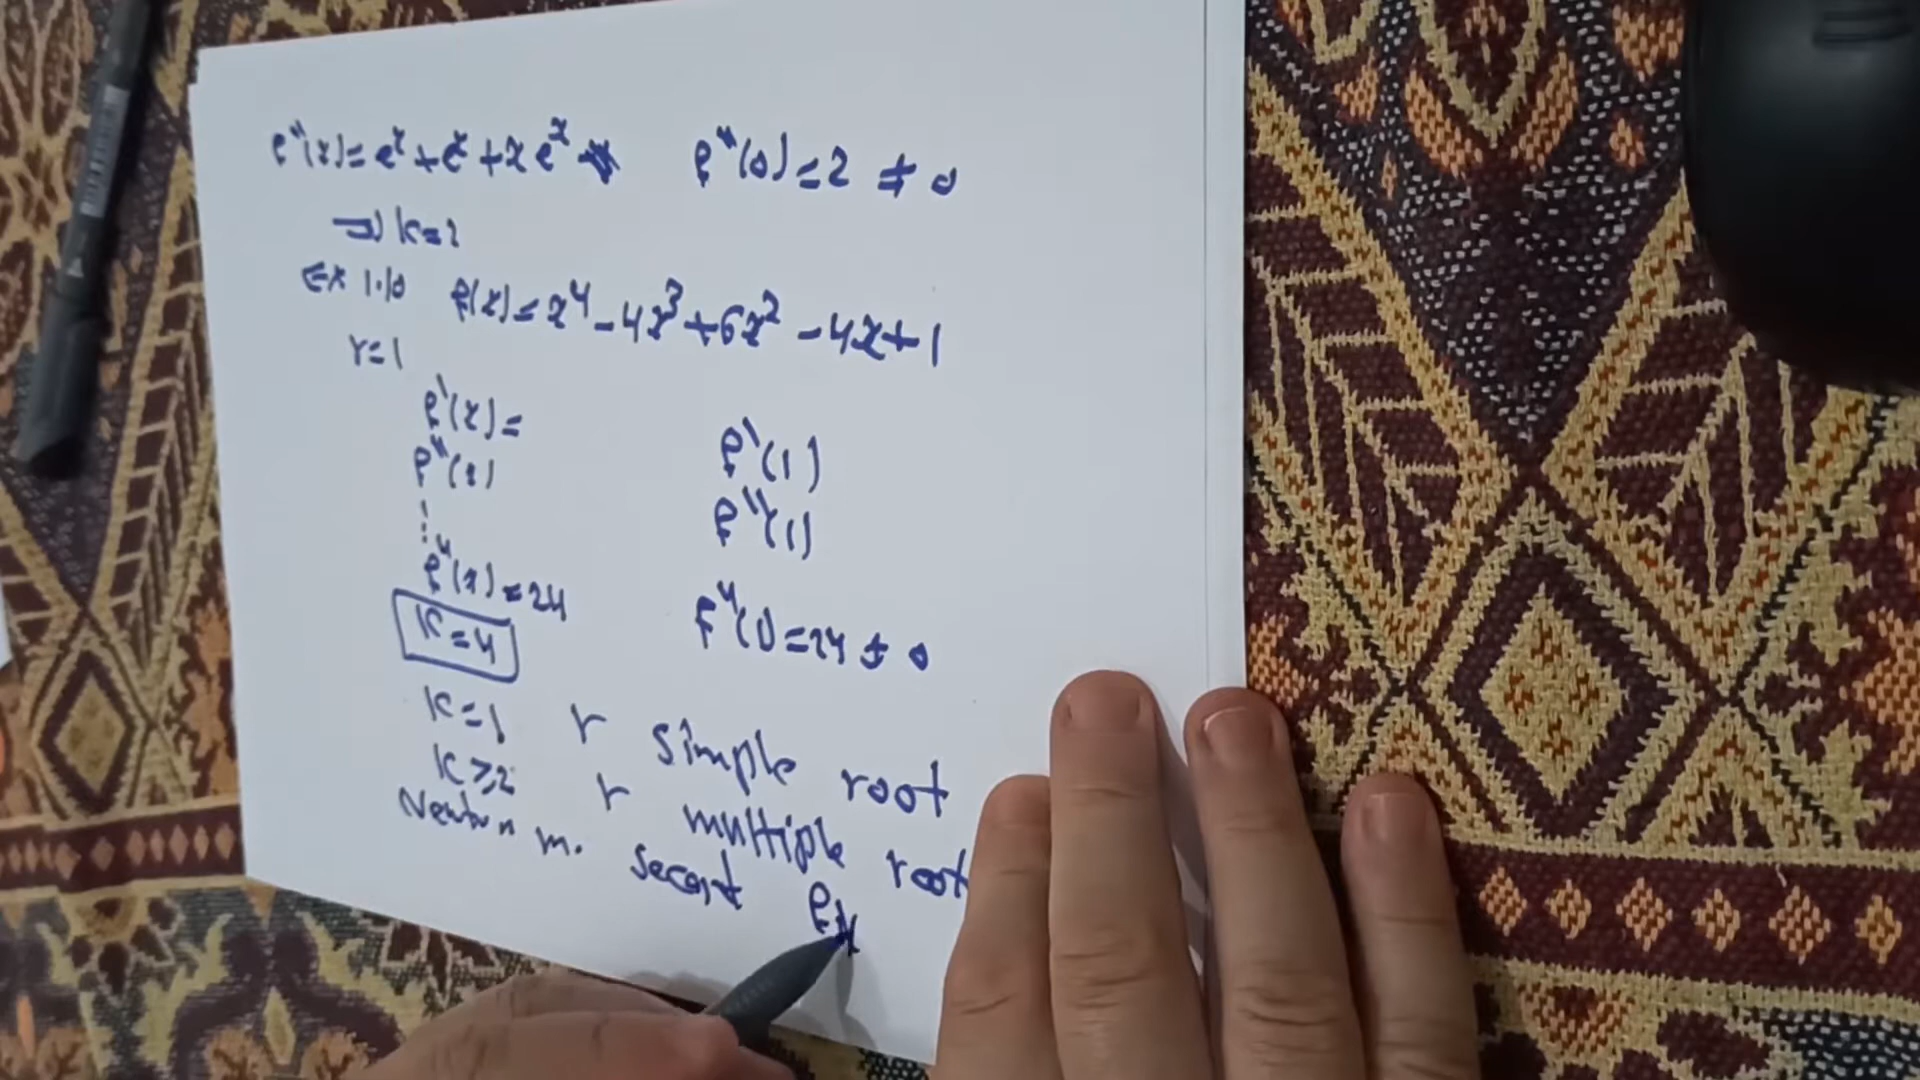 f''(x) = e^x + e^x + x e^x f''(0) = 2 ≠ 0
⇒ k=2
Ex 1.10 f(x) = x^4 - 4x^3 + 6x^2 - 4x + 1
r=1
f'(x) = f'(1)
f''(x) f''(1)
⋮
f^4(x) = 24 f^4(1) = 24 ≠ 0
k=4
k=1 r simple root
k≥2 r multiple root
Newton m. secant